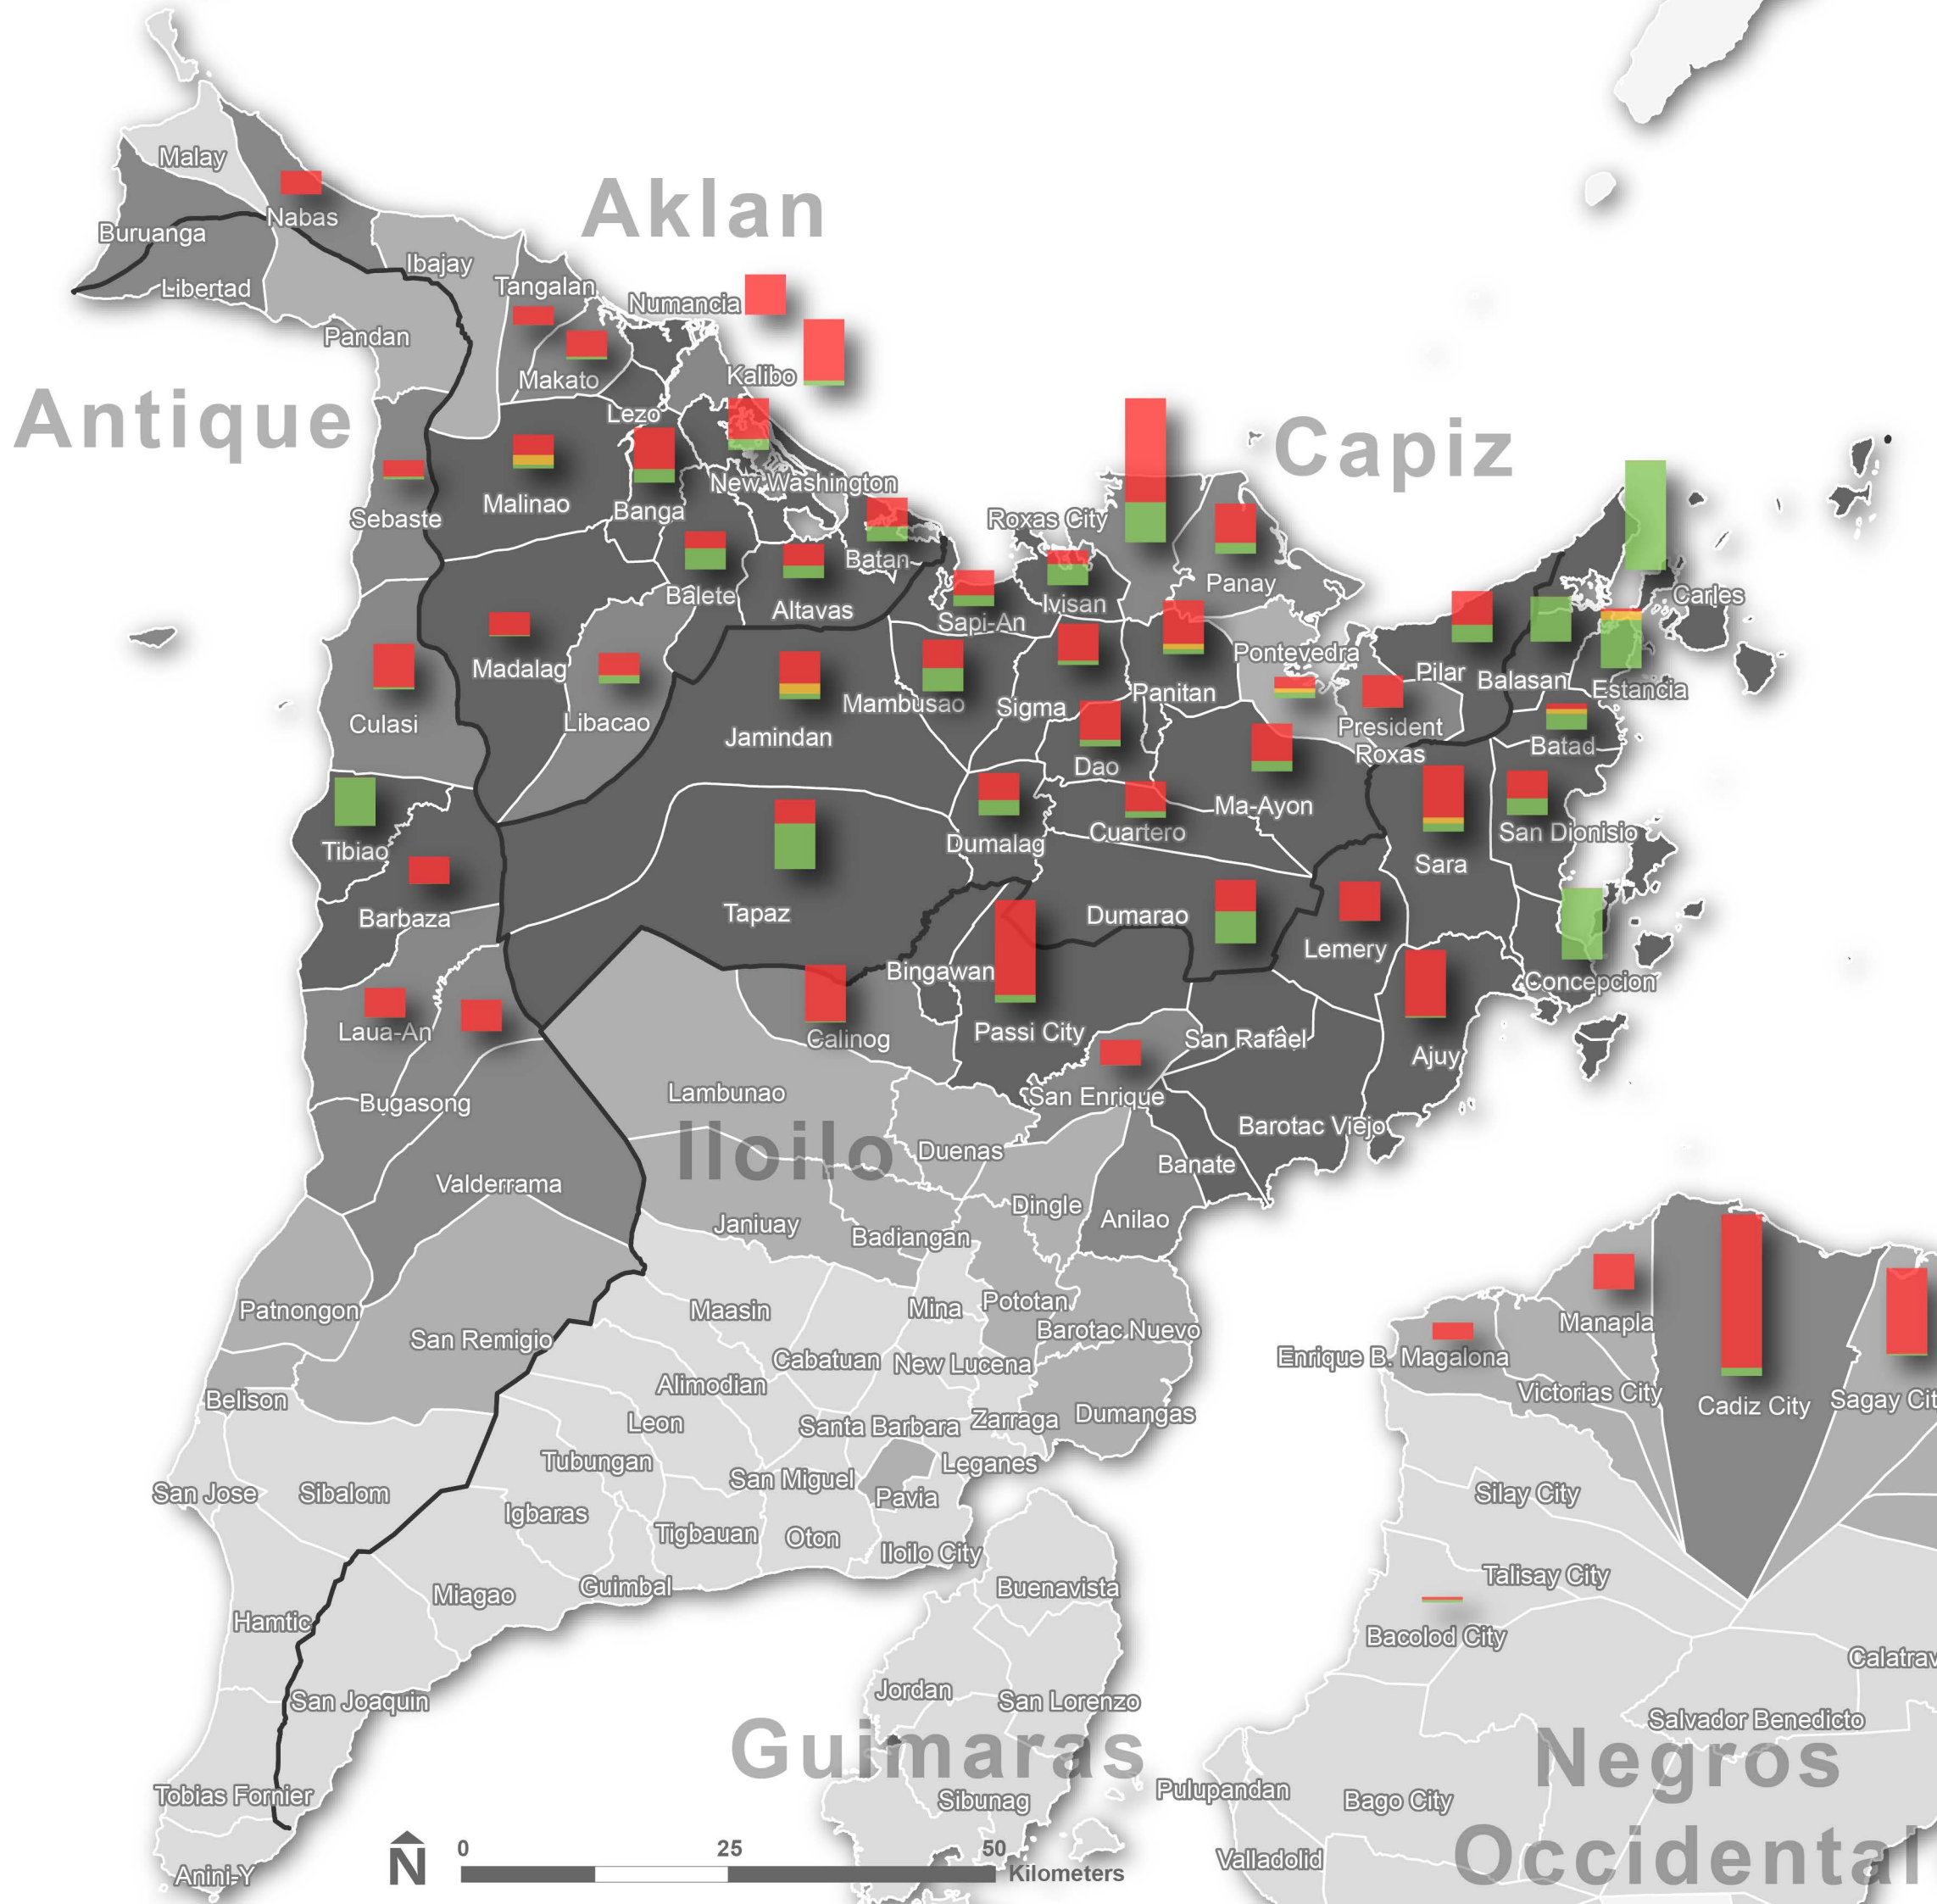 Malay
Nabas
Aklan
Buruanga
Ibajay
Libertad
Tangalan
Numancia
Pandan
Makato
Kalibo
Antique
Lezo
Capiz
New Washington
Malinao
Banga
Sebaste
Roxas City
Batan
Panay
Balete
Altavas
Ivisan
Carles
Sapi-An
Madalag
Pontevedra
Pilar
Balasan
Estancia
Panitan
Mambusao
Sigma
Culasi
Libacao
Jamindan
President
Roxas
Batad
Dao
Ma-Ayon
Cuartero
San Dionisio
Tibiao
Dumalag
Sara
Barbaza
Tapaz
Dumarao
Lemery
Bingawan
Concepcion
Laua-An
Calinog
Passi City
San Rafael
Ajuy
Bugasong
Lambunao
San Enrique
Barotac Viejo
Iloilo
Duenas
Banate
Valderrama
Dingle
Anilao
Janiuay
Badiangan
Patnongon
Maasin
Mina
Pototan
Manapla
San Remigio
Barotac Nuevo
Cabatuan
New Lucena
Enrique B. Magalona
Alimodian
Victorias City
Belison
Leon
Santa Barbara
Zarraga
Dumangas
Cadiz City
Sagay Cit
Tubungan
Leganes
San Miguel
San Jose
Sibalom
Pavia
Silay City
Igbaras
Tigbauan
Oton
Iloilo City
Talisay City
Miagao
Guimbal
Buenavista
Hamtic
Bacolod City
Calatrav
San Joaquin
Jordan
San Lorenzo
Salvador Benedicto
Guimaras
Negros
Occidental
Tobias Fornier
Sibunag
Pulupandan
Bago City
Valladolid
Anini-Y
N
0 25 50
Kilometers